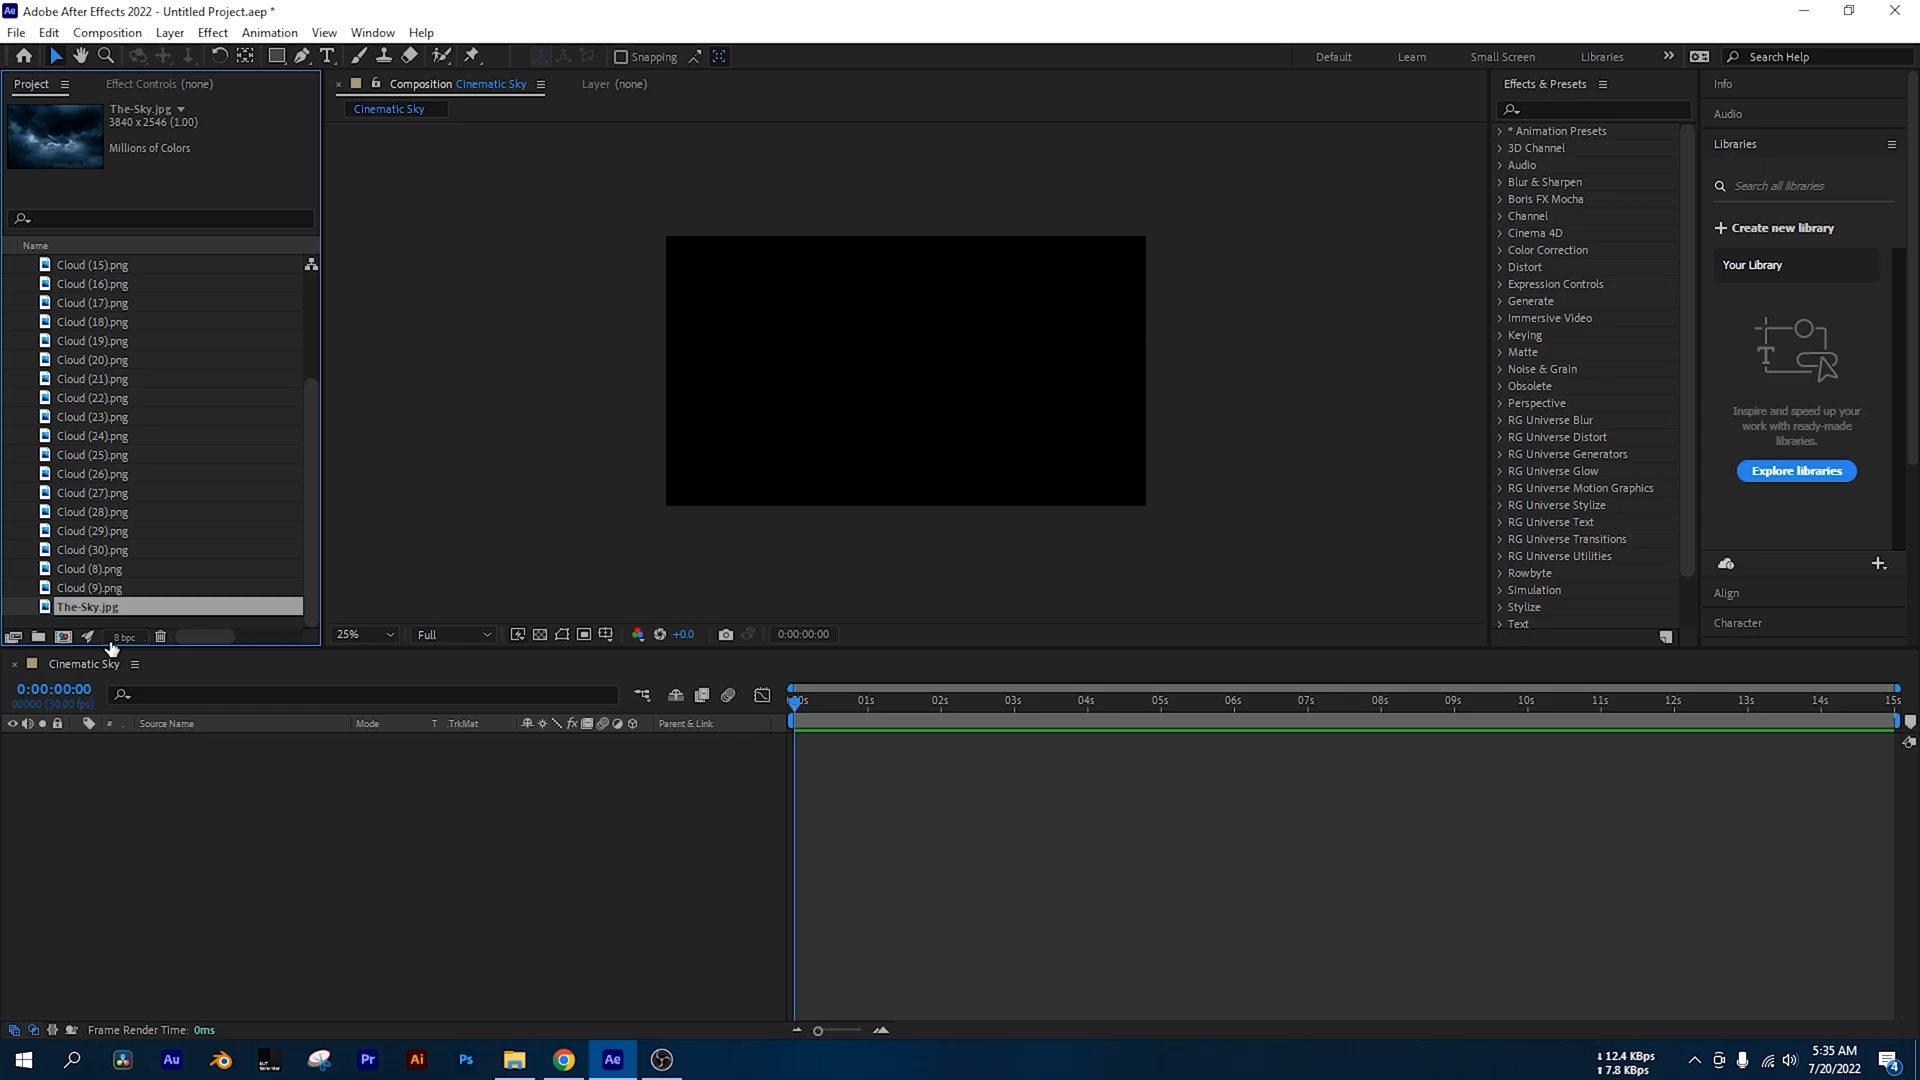 Adobe After Effects 2022 - Untitled Project.aep *
File Edit Composition Layer Effect Animation View Window Help
Snapping
Default Learn Small Screen Libraries Search Help
Project Effect Controls (none)
The-Sky.jpg
3840 x 2546 (1.00)
Millions of Colors
Name
Cloud (15).png
Cloud (16).png
Cloud (17).png
Cloud (18).png
Cloud (19).png
Cloud (20).png
Cloud (21).png
Cloud (22).png
Cloud (23).png
Cloud (24).png
Cloud (25).png
Cloud (26).png
Cloud (27).png
Cloud (28).png
Cloud (29).png
Cloud (30).png
Cloud (8).png
Cloud (9).png
The-Sky.jpg
8 bpc
Composition Cinematic Sky Layer (none)
Cinematic Sky
25% Full +0.0 0:00:00:00
Effects & Presets
* Animation Presets
3D Channel
Audio
Blur & Sharpen
Boris FX Mocha
Channel
Cinema 4D
Color Correction
Distort
Expression Controls
Generate
Immersive Video
Keying
Matte
Noise & Grain
Obsolete
Perspective
RG Universe Blur
RG Universe Distort
RG Universe Generators
RG Universe Glow
RG Universe Motion Graphics
RG Universe Stylize
RG Universe Text
RG Universe Transitions
RG Universe Utilities
Rowbyte
Simulation
Stylize
Text
Info
Audio
Libraries
Search all libraries
Create new library
Your Library
Inspire and speed up your
work with ready-made
libraries.
Explore libraries
Align
Character
Cinematic Sky
0:00:00:00
00000 (30.00 fps)
# Source Name Mode T .TrkMat Parent & Link
00s 01s 02s 03s 04s 05s 06s 07s 08s 09s 10s 11s 12s 13s 14s 15s
Frame Render Time: 0ms
Au Pr Ai Ps Ae
12.4 KBps
7.8 KBps
5:35 AM
7/20/2022
4